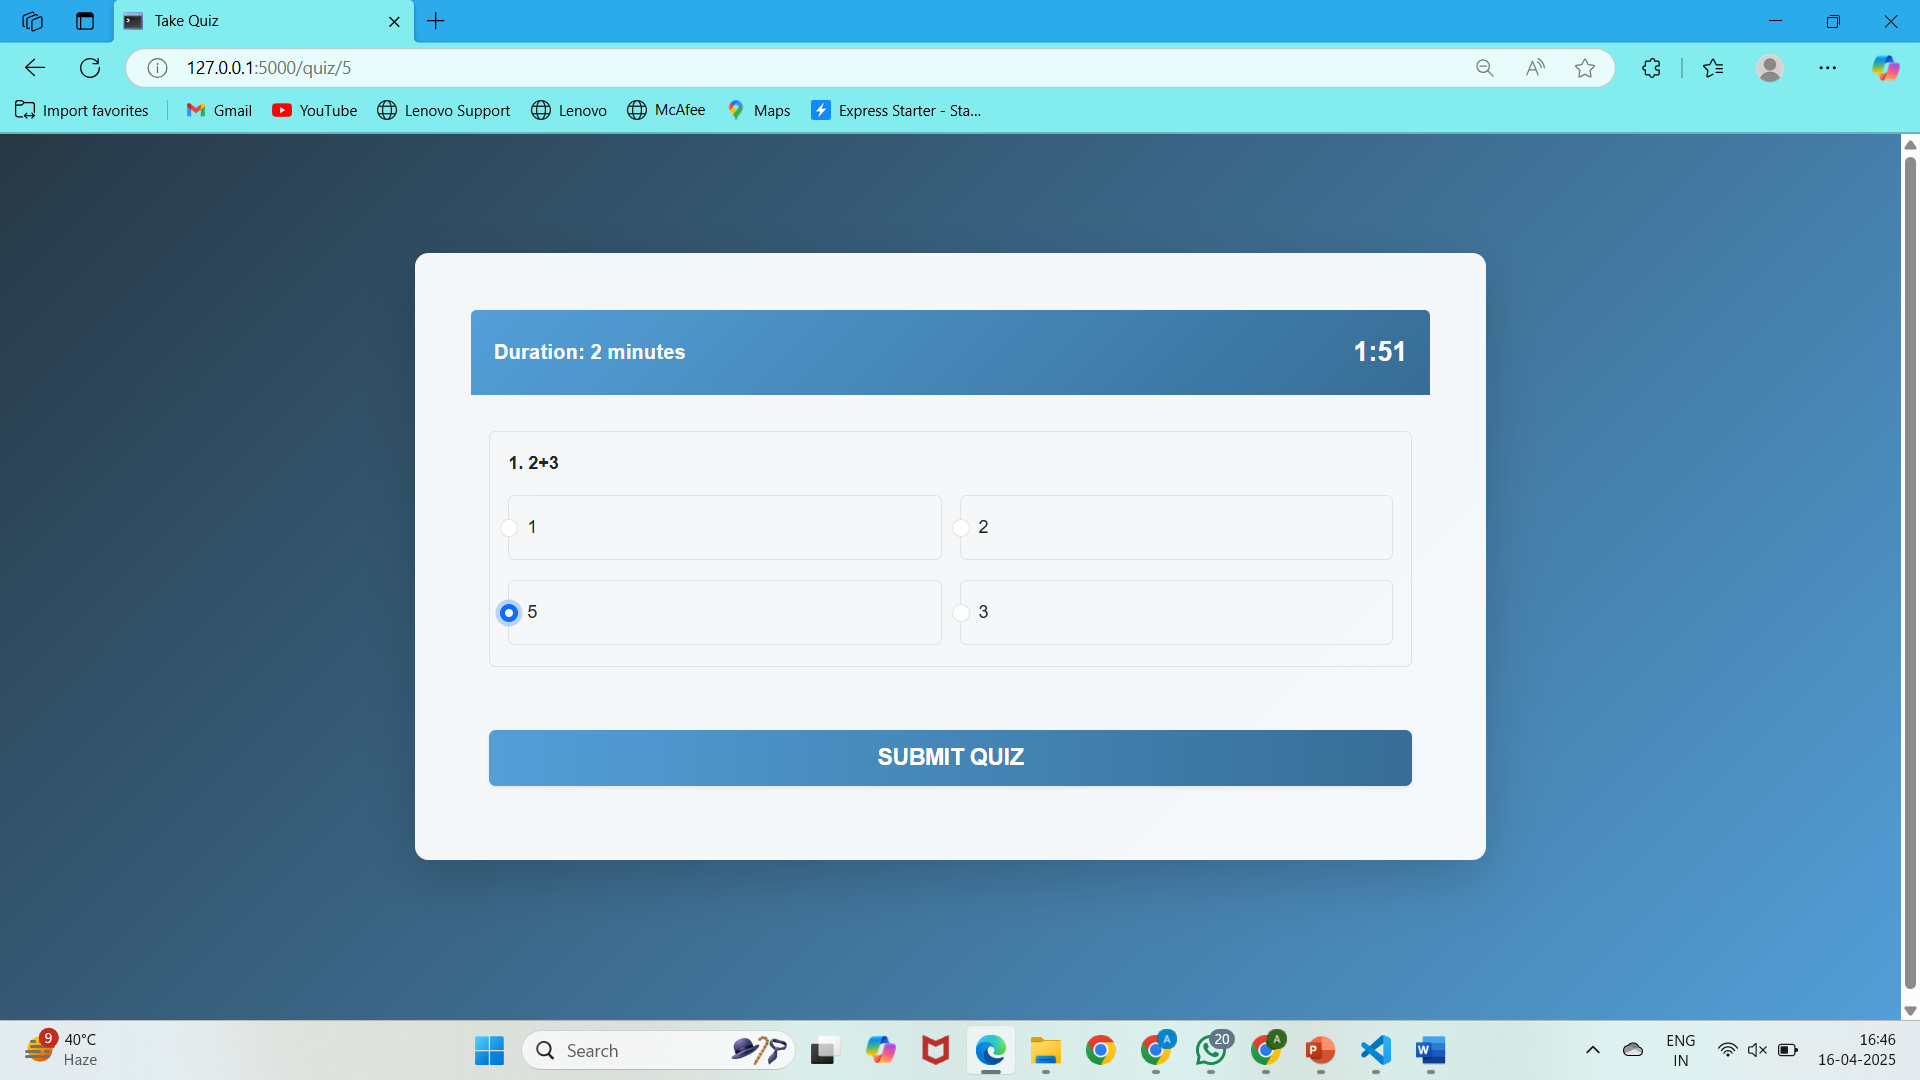 Take Quiz
127.0.0.1:5000/quiz/5
Import favorites
Gmail
YouTube
Lenovo Support
Lenovo
McAfee
Maps
Express Starter - Sta...
Duration: 2 minutes
1:51
1. 2+3
1
2
5
3
SUBMIT QUIZ
9
40°C
Haze
Search
A
20
A
ENG
IN
16:46
16-04-2025